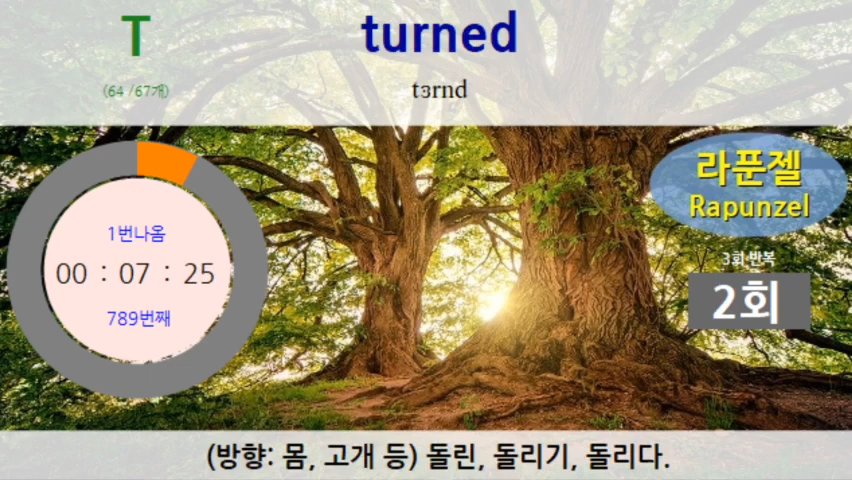 T
turned
(64 /67개)
tɜrnd
라푼젤
Rapunzel
1번나옴
00 : 07 : 25
789번째
3회 반복
2회
(방향: 몸, 고개 등) 돌린, 돌리기, 돌리다.